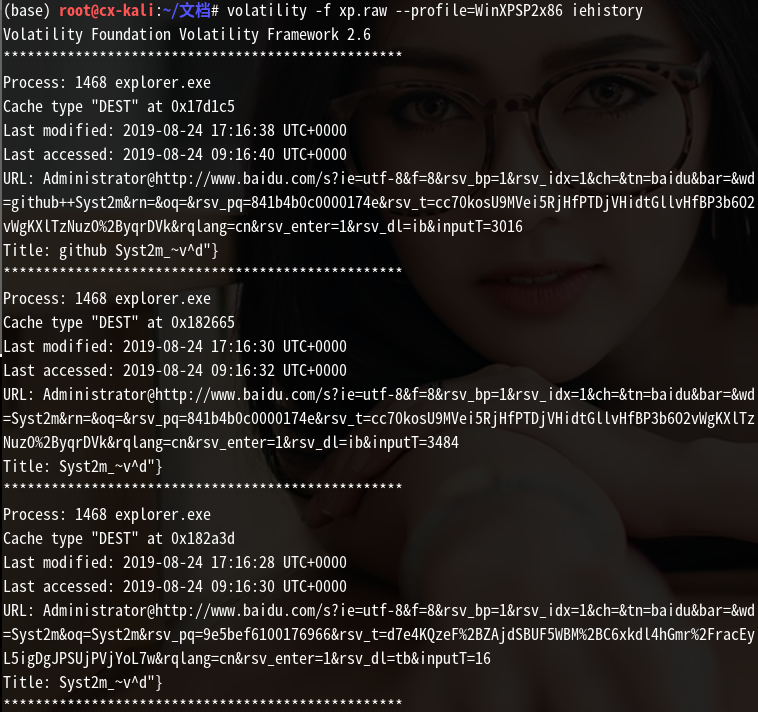 (base) root@cx-kali:~/文档# volatility -f xp.raw --profile=WinXPSP2x86 iehistory
Volatility Foundation Volatility Framework 2.6
**************************************************
Process: 1468 explorer.exe
Cache type "DEST" at 0x17d1c5
Last modified: 2019-08-24 17:16:38 UTC+0000
Last accessed: 2019-08-24 09:16:40 UTC+0000
URL: Administrator@http://www.baidu.com/s?ie=utf-8&f=8&rsv_bp=1&rsv_idx=1&ch=&tn=baidu&bar=&wd
=github++Syst2m&rn=&oq=&rsv_pq=841b4b0c0000174e&rsv_t=cc70kosU9MVei5RjHfPTDjVHidtGllvHfBP3b6O2
vWgKXlTzNuzO%2ByqrDVk&rqlang=cn&rsv_enter=1&rsv_dl=ib&inputT=3016
Title: github Syst2m_~v^d"}
**************************************************
Process: 1468 explorer.exe
Cache type "DEST" at 0x182665
Last modified: 2019-08-24 17:16:30 UTC+0000
Last accessed: 2019-08-24 09:16:32 UTC+0000
URL: Administrator@http://www.baidu.com/s?ie=utf-8&f=8&rsv_bp=1&rsv_idx=1&ch=&tn=baidu&bar=&wd
=Syst2m&rn=&oq=&rsv_pq=841b4b0c0000174e&rsv_t=cc70kosU9MVei5RjHfPTDjVHidtGllvHfBP3b6O2vWgKXlTz
NuzO%2ByqrDVk&rqlang=cn&rsv_enter=1&rsv_dl=ib&inputT=3484
Title: Syst2m_~v^d"}
**************************************************
Process: 1468 explorer.exe
Cache type "DEST" at 0x182a3d
Last modified: 2019-08-24 17:16:28 UTC+0000
Last accessed: 2019-08-24 09:16:30 UTC+0000
URL: Administrator@http://www.baidu.com/s?ie=utf-8&f=8&rsv_bp=1&rsv_idx=1&ch=&tn=baidu&bar=&wd
=Syst2m&oq=Syst2m&rsv_pq=9e5bef6100176966&rsv_t=d7e4KQzeF%2BZAjdSBUF5WBM%2BC6xkdl4hGmr%2FracEy
L5igDgJPSUjPVjYoL7w&rqlang=cn&rsv_enter=1&rsv_dl=tb&inputT=16
Title: Syst2m_~v^d"}
**************************************************